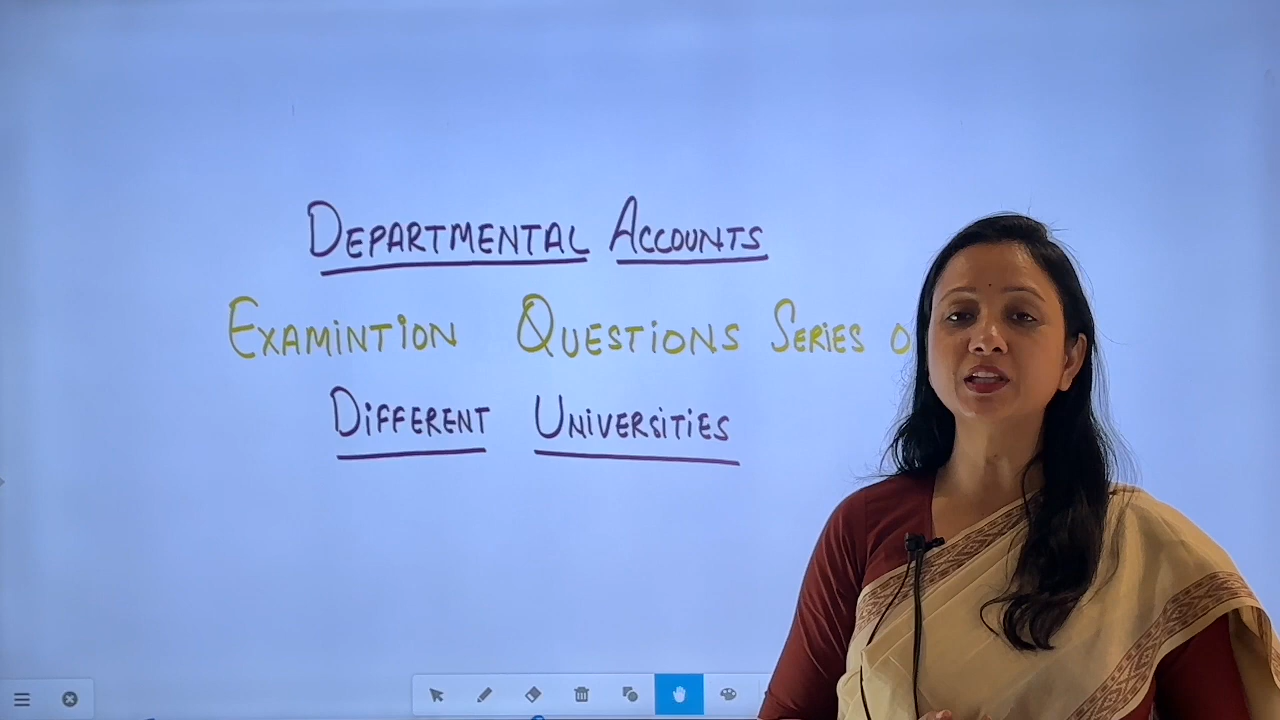 DEPARTMENTAL ACCOUNTS
EXAMINTION QUESTIONS SERIES
DIFFERENT UNIVERSITIES